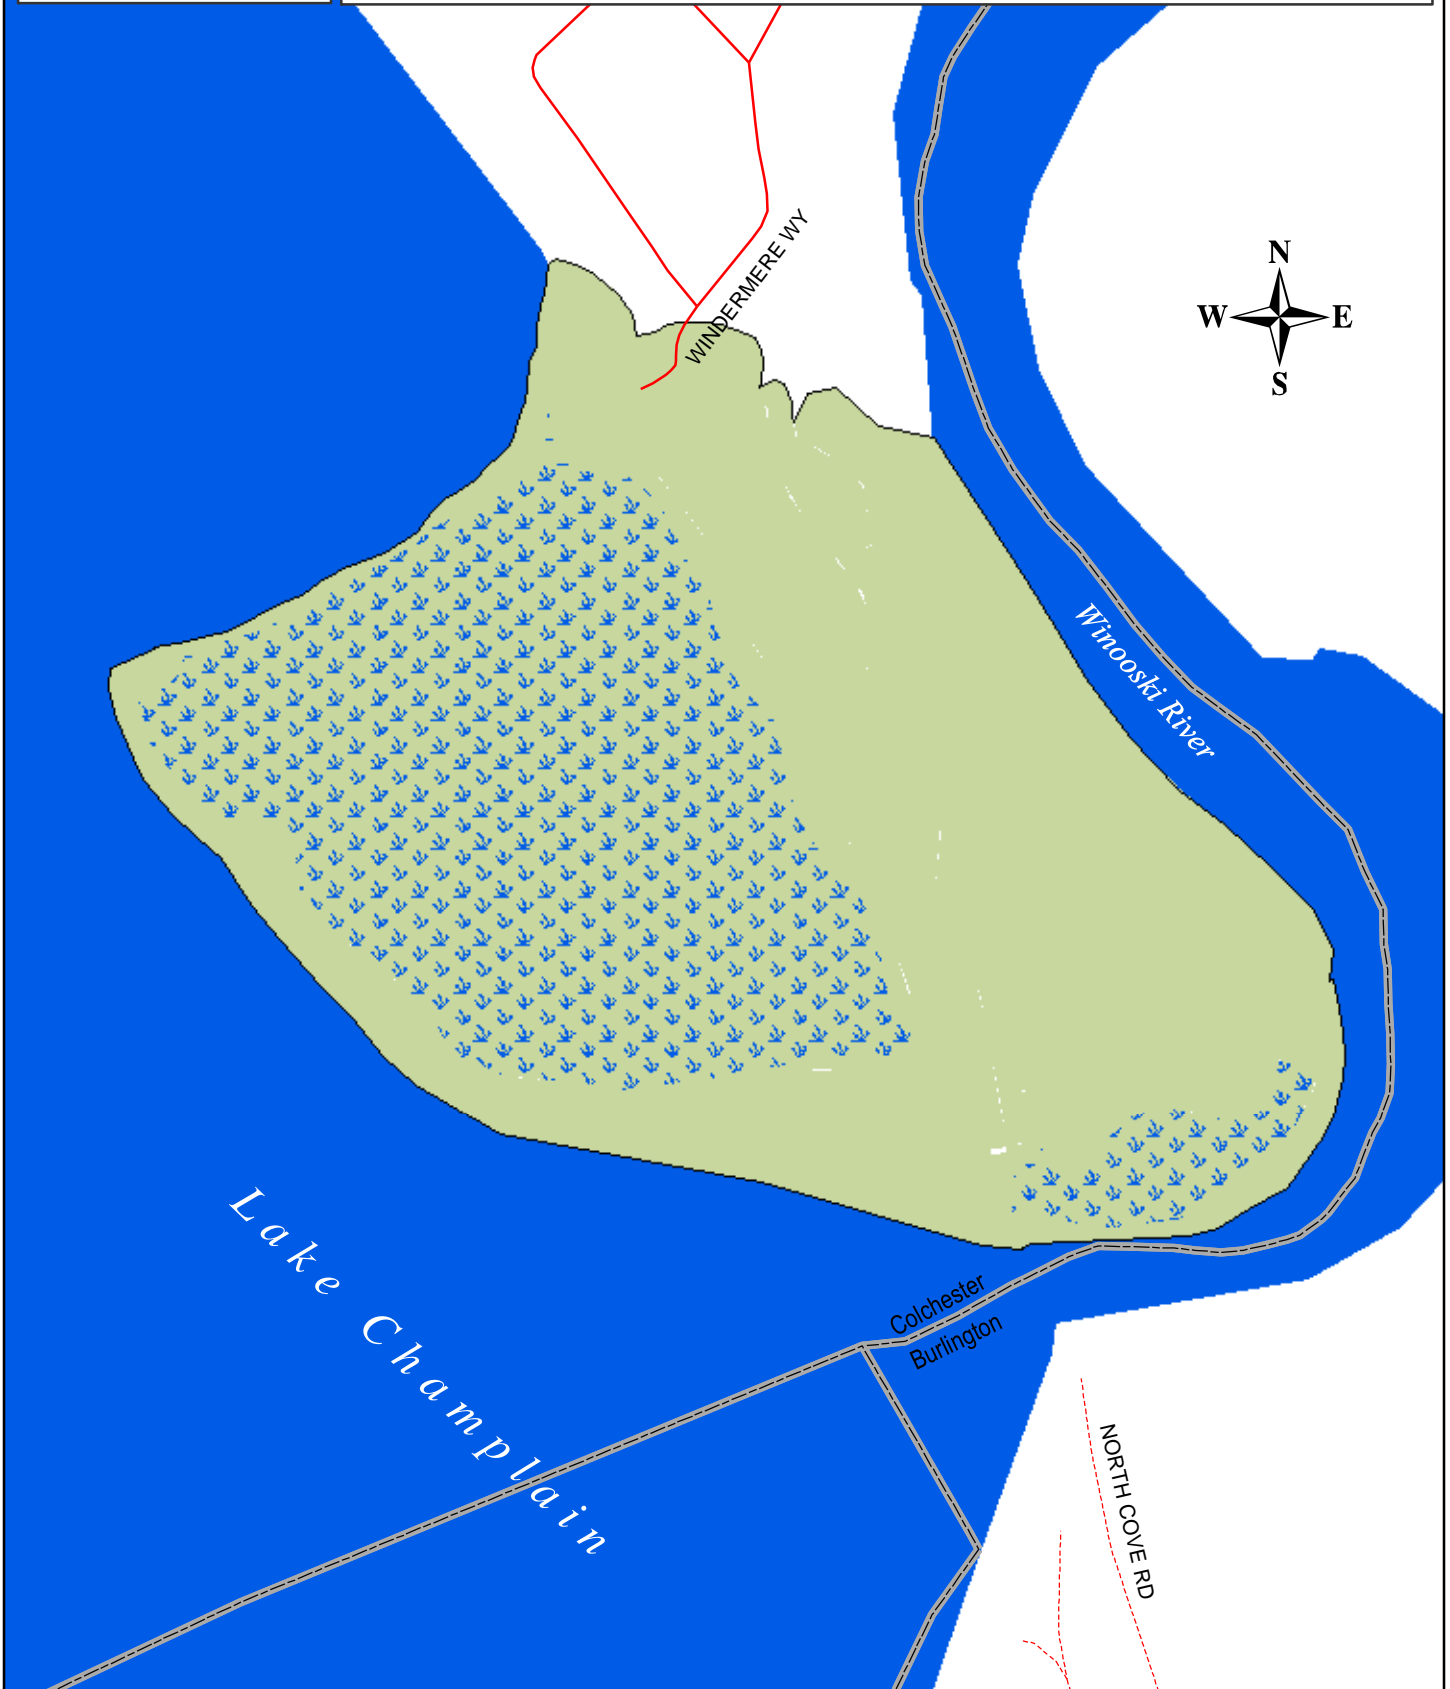 WINDERMERE WY
N
W E
S
Winooski River
Lake Champlain
Colchester
Burlington
NORTH COVE RD